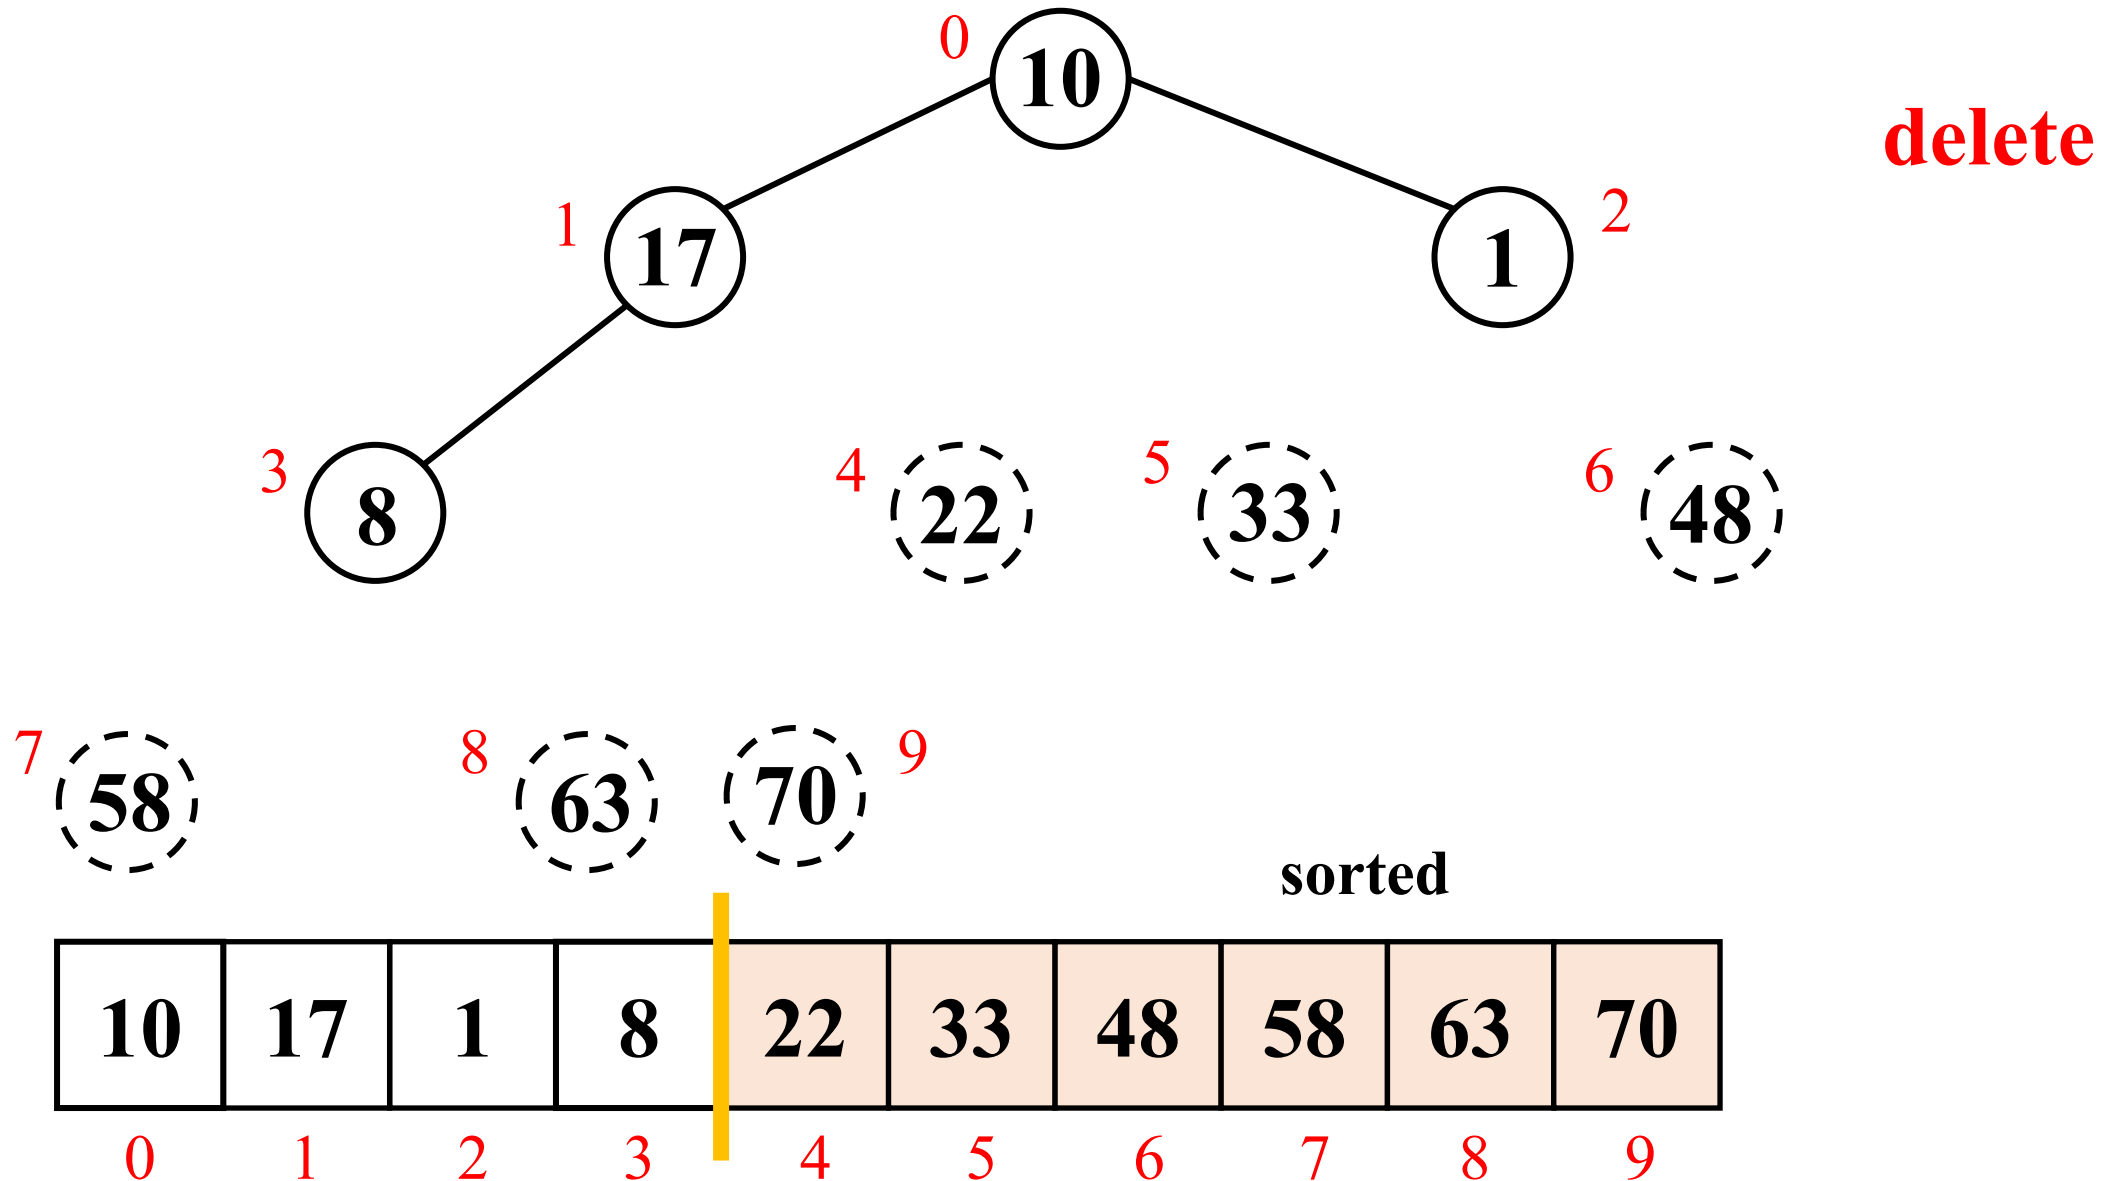 0 10
delete
1 17 1 2
3 8 4 22 5 33 6 48
7 58 8 63 70 9
sorted
10 17 1 8 22 33 48 58 63 70
0 1 2 3 4 5 6 7 8 9